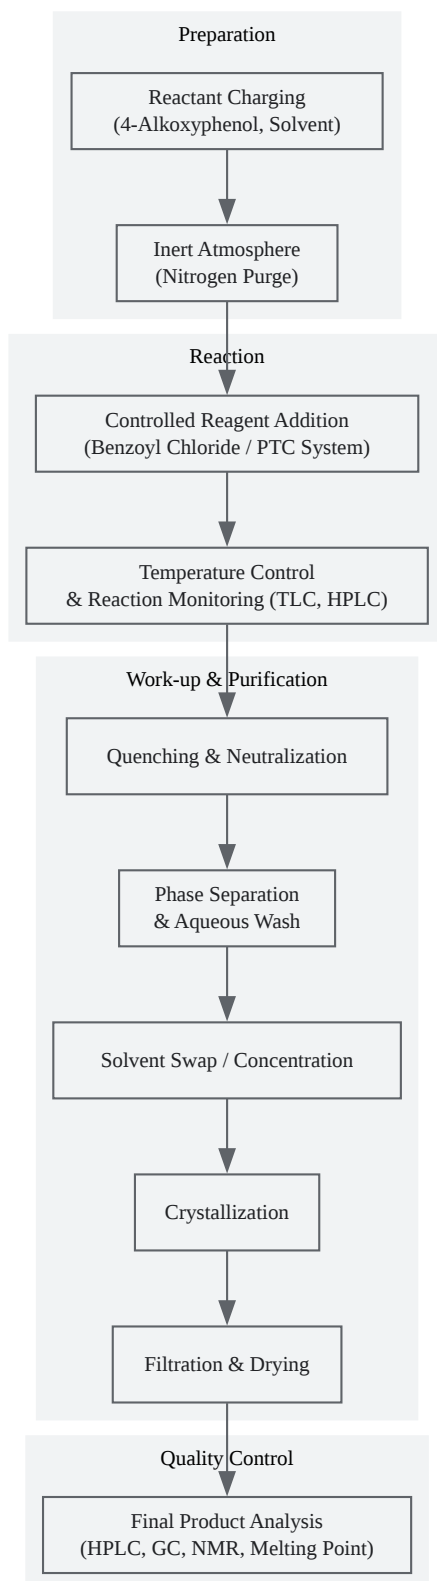 Preparation
Reactant Charging
(4-Alkoxyphenol, Solvent)
Inert Atmosphere
(Nitrogen Purge)
Reaction
Controlled Reagent Addition
(Benzoyl Chloride / PTC System)
Temperature Control
& Reaction Monitoring (TLC, HPLC)
Work-up & Purification
Quenching & Neutralization
Phase Separation
& Aqueous Wash
Solvent Swap / Concentration
Crystallization
Filtration & Drying
Quality Control
Final Product Analysis
(HPLC, GC, NMR, Melting Point)